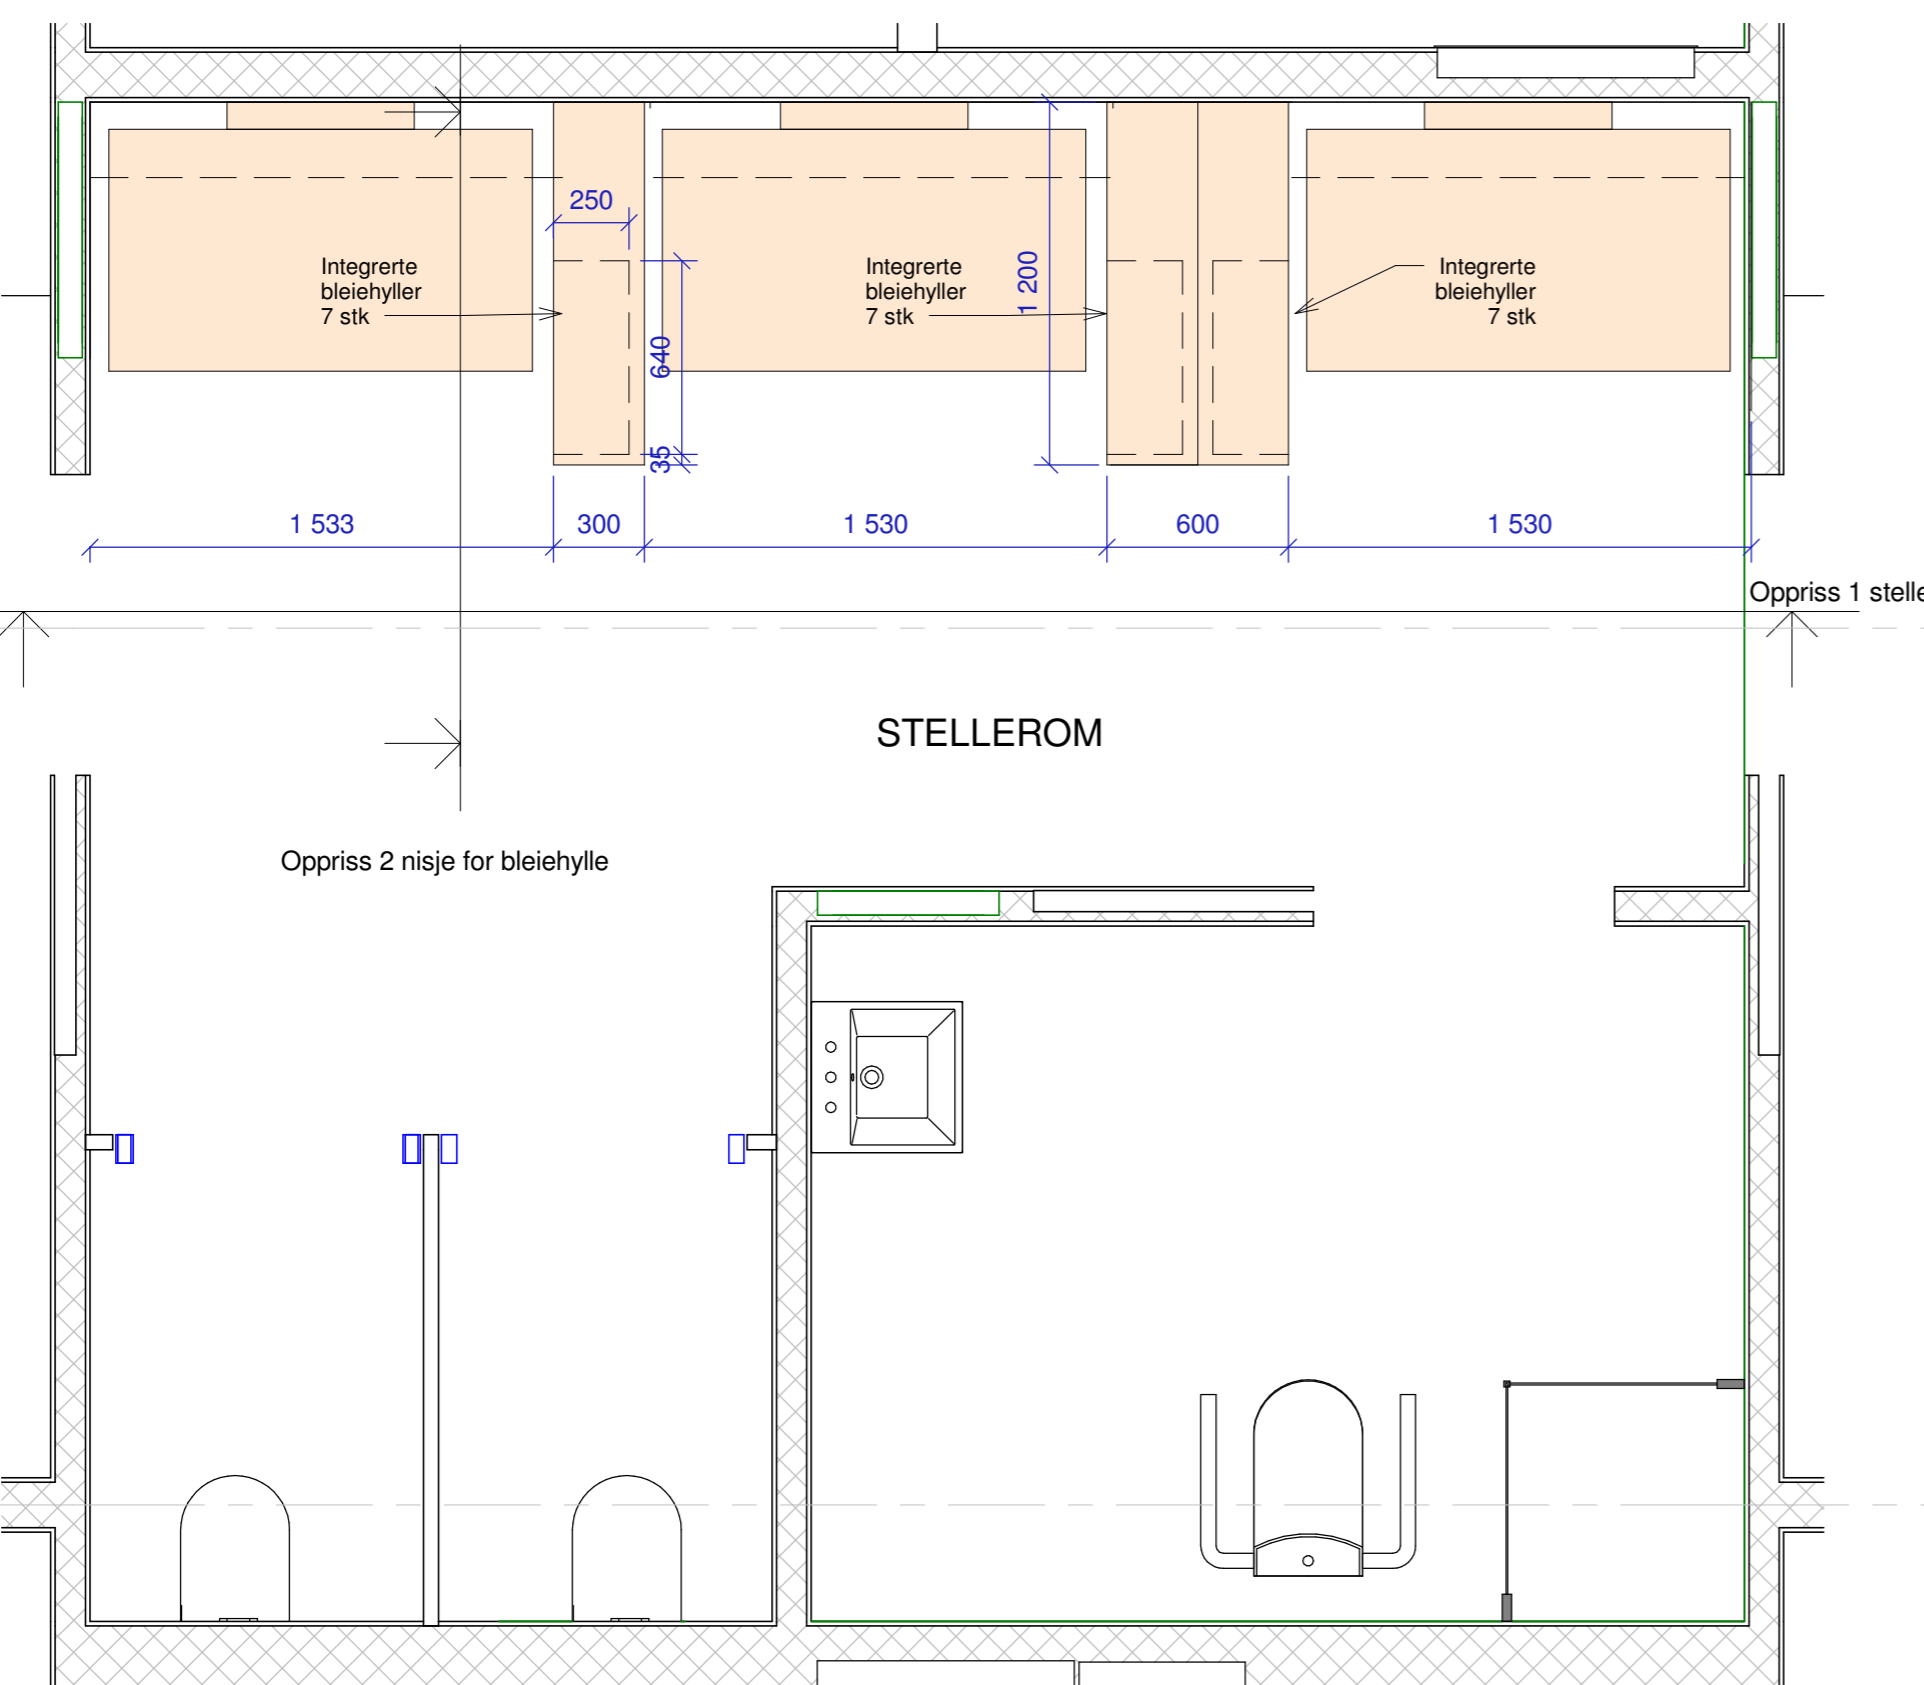 250
Integrerte
bleiehyller
7 stk
Integrerte
bleiehyller
7 stk
1 200
Integrerte
bleiehyller
7 stk
640
35
1 533
300
1 530
600
1 530
Oppriss 1 stelle
STELLEROM
Oppriss 2 nisje for bleiehylle